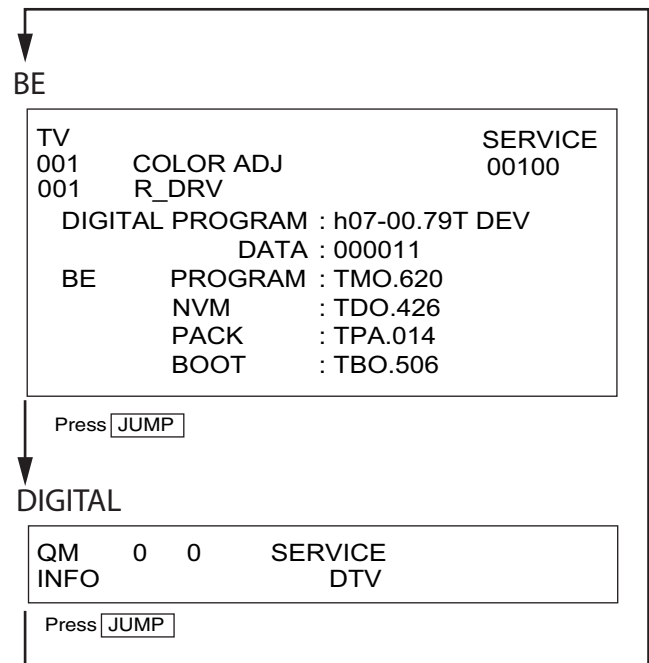 BE
TV SERVICE
001 COLOR ADJ 00100
001 R_DRV
DIGITAL PROGRAM : h07-00.79T DEV
DATA : 000011
BE PROGRAM : TMO.620
NVM : TDO.426
PACK : TPA.014
BOOT : TBO.506
Press JUMP
DIGITAL
QM 0 0 SERVICE
INFO DTV
Press JUMP